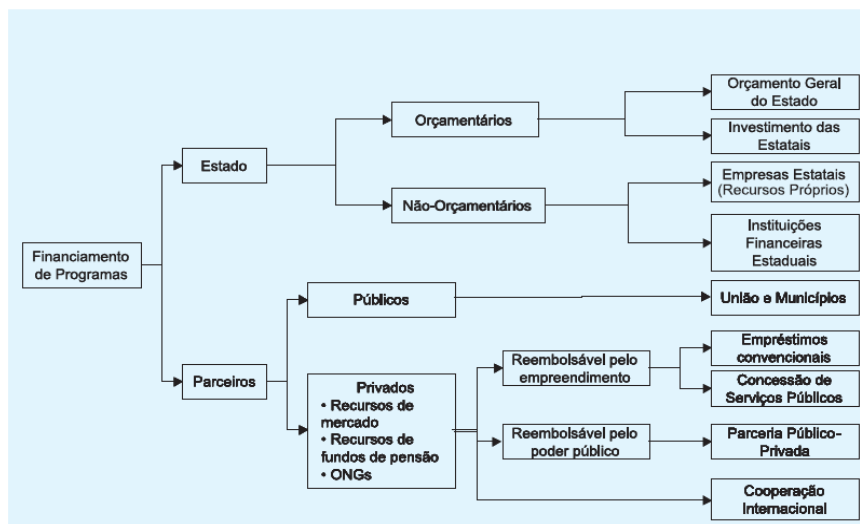 Orçamento Geral
do Estado
Orçamentários
Investimento das
Estatais
Estado
Empresas Estatais
(Recursos Próprios)
Não-Orçamentários
Instituições
Financeiras
Estaduais
Financiamento
de Programas
Públicos
União e Municípios
Parceiros
Privados
• Recursos de
mercado
• Recursos de
fundos de pensão
• ONGs
Reembolsável pelo
empreendimento
Empréstimos
convencionais
Concessão de
Serviços Públicos
Reembolsável pelo
poder público
Parceria Público-
Privada
Cooperação
Internacional